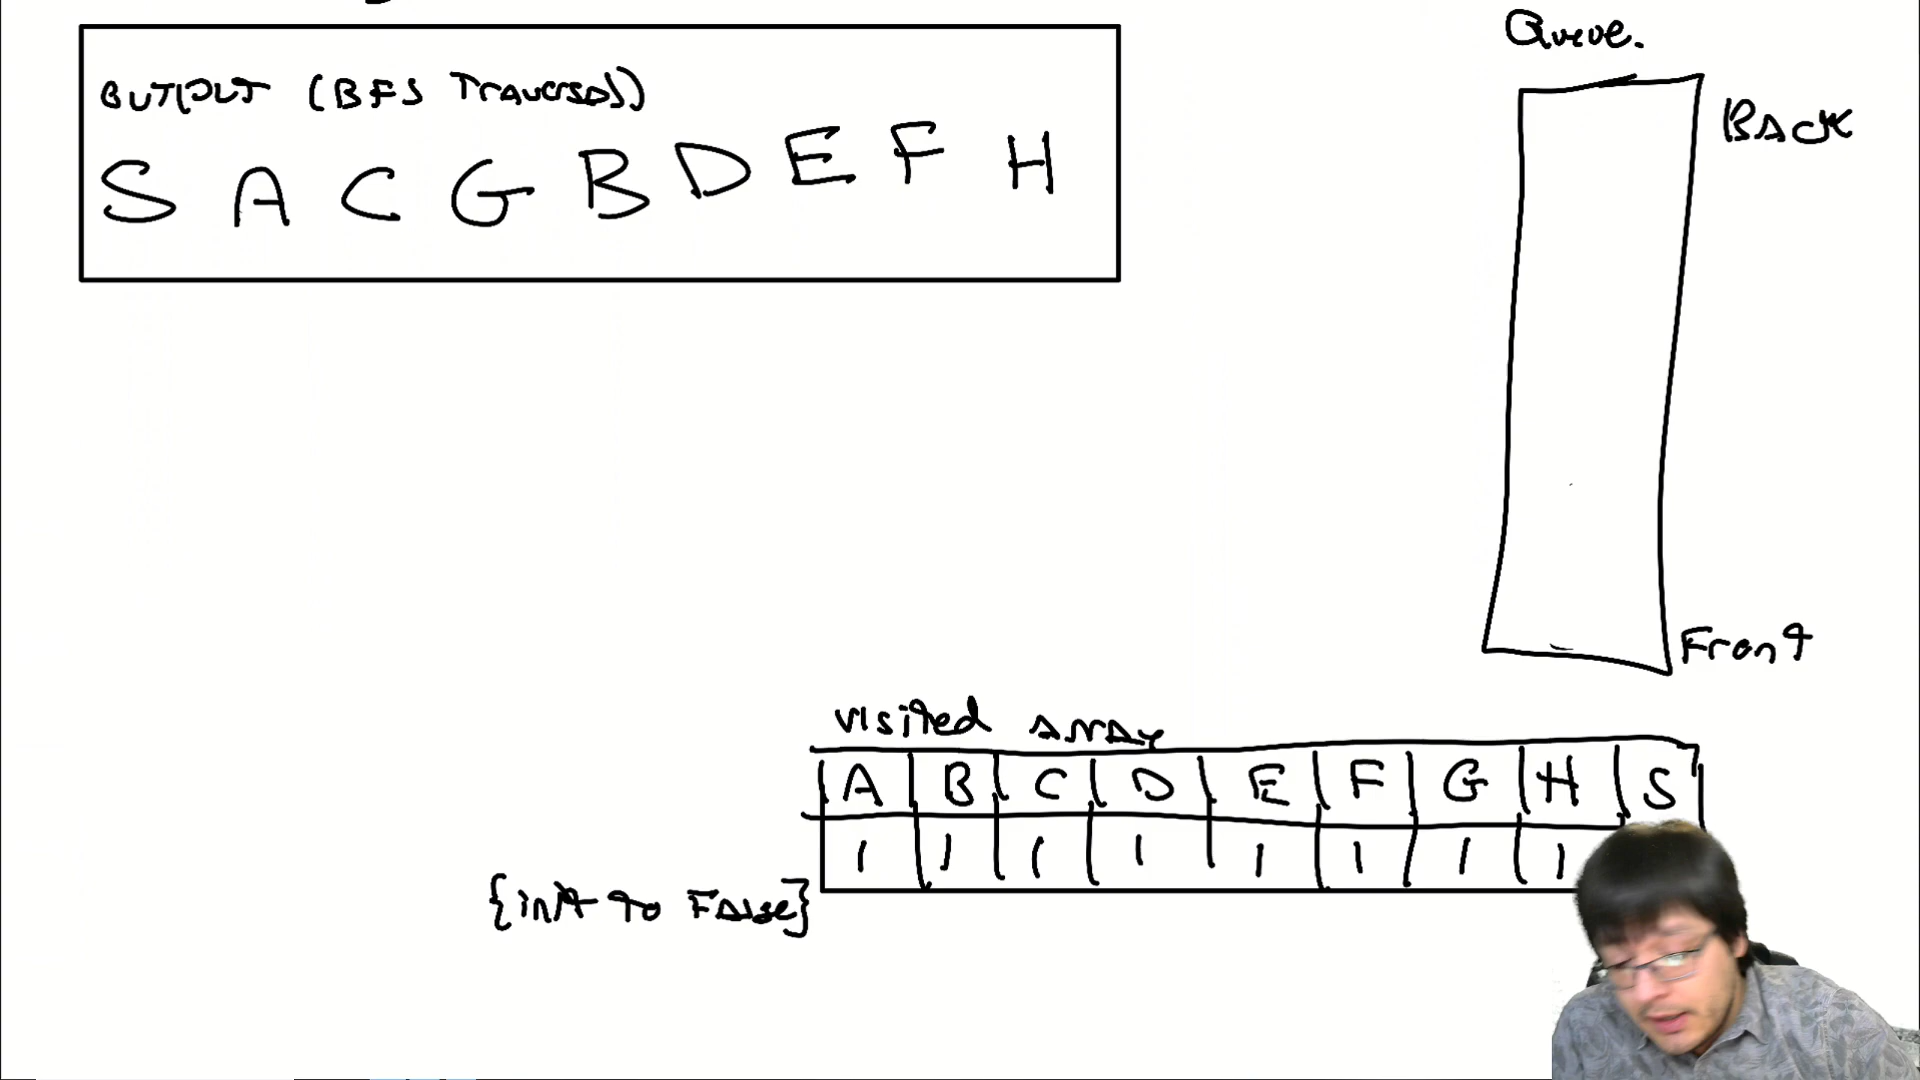 Queue.
OUTPUT (BFS Traversal)
Back
S A C G B D E F H
Front
visited array
A B C D E F G H S
1 1 1 1 1 1 1 1
{init to False}